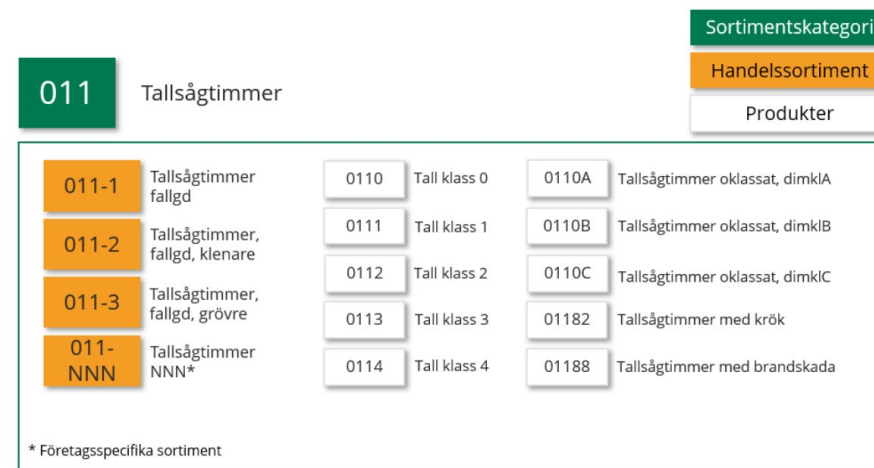 Sortimentskategori
Handelssortiment
Produkter
011
Tallsågtimmer
011-1
Tallsågtimmer
fallgd
011-2
Tallsågtimmer,
fallgd, klenare
011-3
Tallsågtimmer,
fallgd, grövre
011-
NNN
Tallsågtimmer
NNN*
0110
Tall klass 0
0111
Tall klass 1
0112
Tall klass 2
0113
Tall klass 3
0114
Tall klass 4
0110A
Tallsågtimmer oklassat, dimklA
0110B
Tallsågtimmer oklassat, dimklB
0110C
Tallsågtimmer oklassat, dimklC
01182
Tallsågtimmer med krök
01188
Tallsågtimmer med brandskada
* Företagsspecifika sortiment